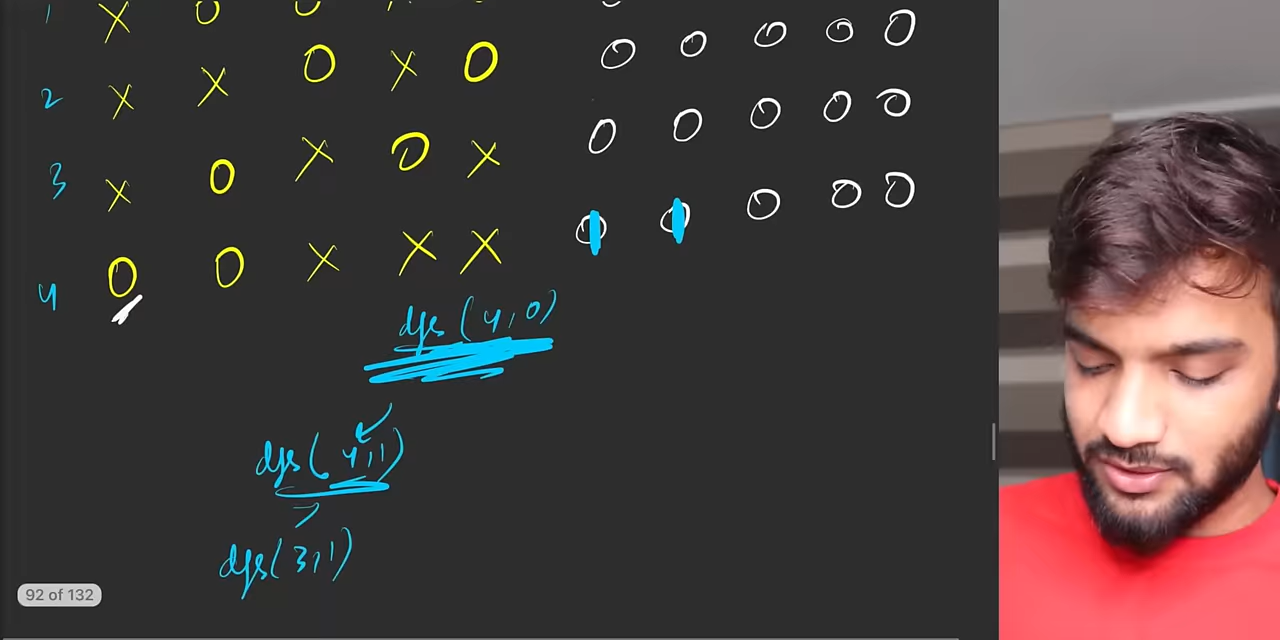 1 X O O
O O O O O
2 X X O X O
O O O O O
3 X O X O X
O O O O O
4 O O X X X
dfs (4,0)
dfs (4,1)
dfs (3,1)
92 of 132